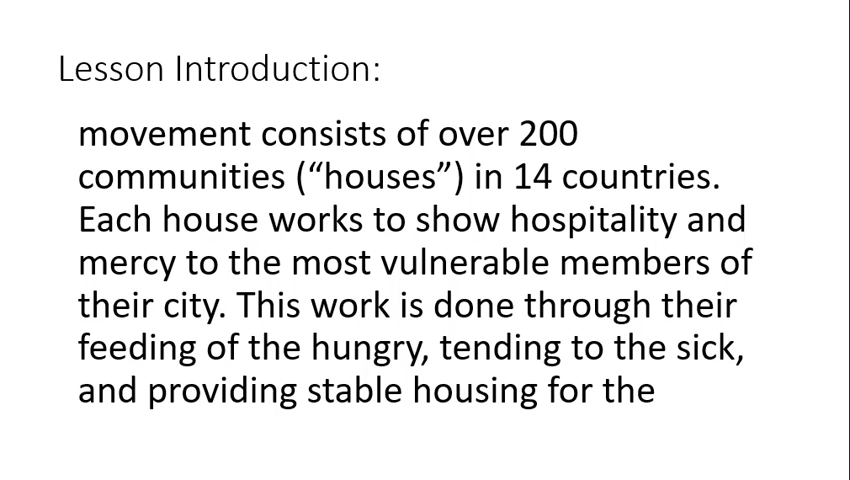 Lesson Introduction:
movement consists of over 200
communities (“houses”) in 14 countries.
Each house works to show hospitality and
mercy to the most vulnerable members of
their city. This work is done through their
feeding of the hungry, tending to the sick,
and providing stable housing for the